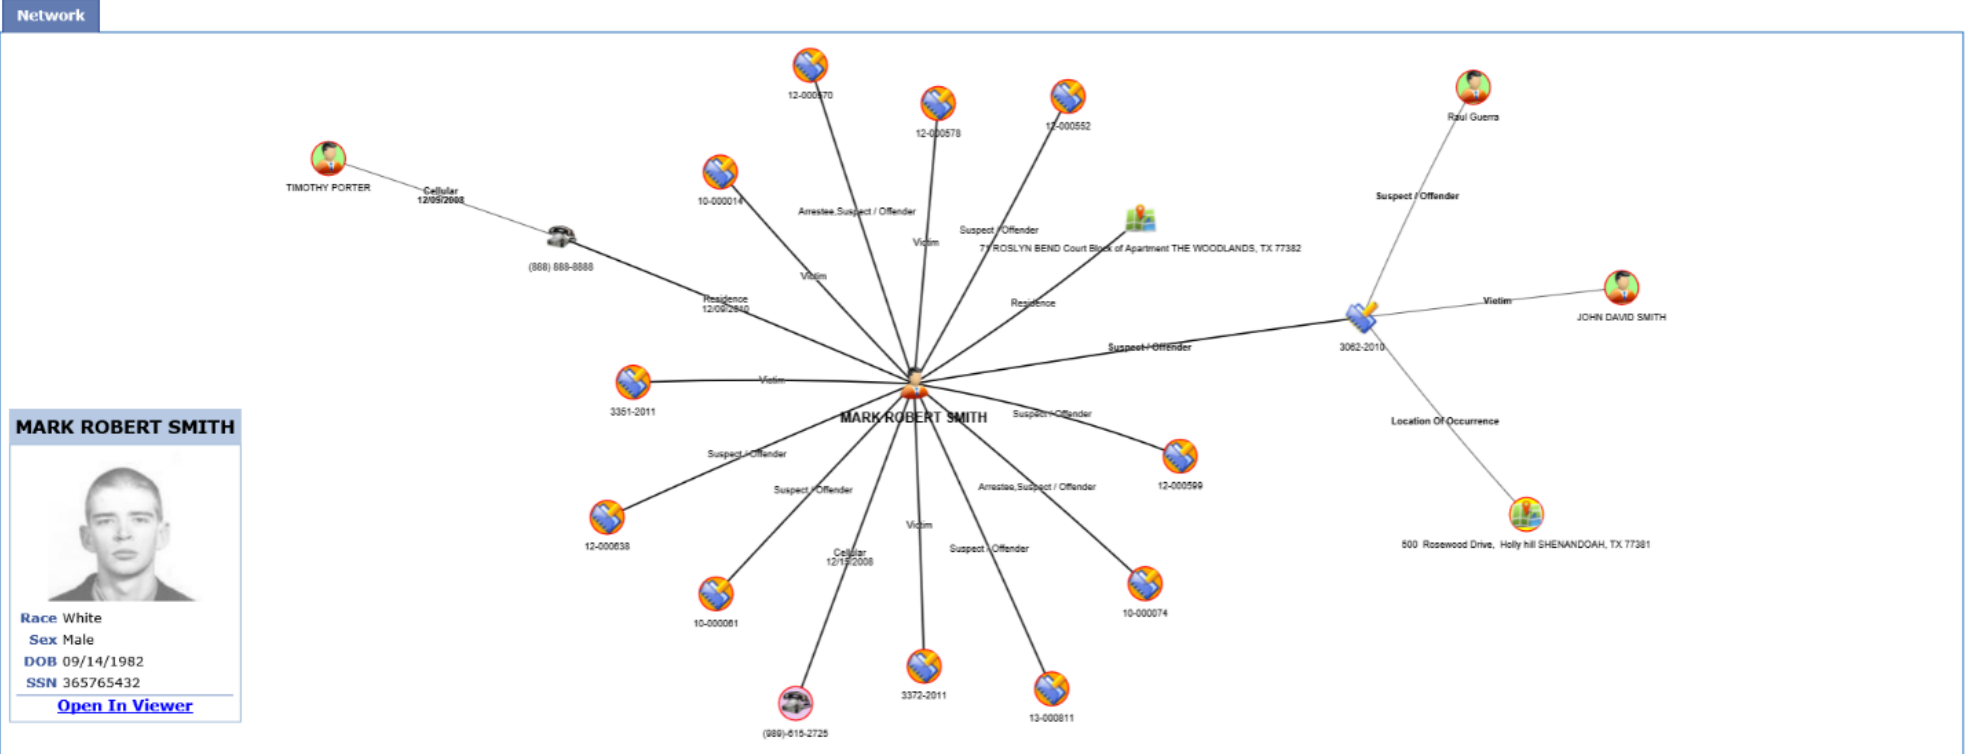 Network
12-000570
12-000578
12-000552
Raul Guerra
TIMOTHY PORTER
Cellular
12/05/2008
10-000014
Arrestee,Suspect / Offender
Suspect / Offender
Suspect / Offender
Victim
71 ROSLYN BEND Court Block of Apartment THE WOODLANDS, TX 77382
(888) 888-8888
Victim
Residence
12/09/2010
Residence
Victim
JOHN DAVID SMITH
Suspect / Offender
3062-2010
Victim
3351-2011
MARK ROBERT SMITH
Suspect / Offender
Location Of Occurrence
MARK ROBERT SMITH
Suspect / Offender
Suspect / Offender
Arrestee,Suspect / Offender
12-000599
Victim
12-000638
Cellular
12/15/2008
Suspect / Offender
500 Rosewood Drive, Holly hill SHENANDOAH, TX 77381
10-000061
10-000074
Race White
Sex Male
DOB 09/14/1982
SSN 365765432
Open In Viewer
3372-2011
13-000811
(989)-615-2725